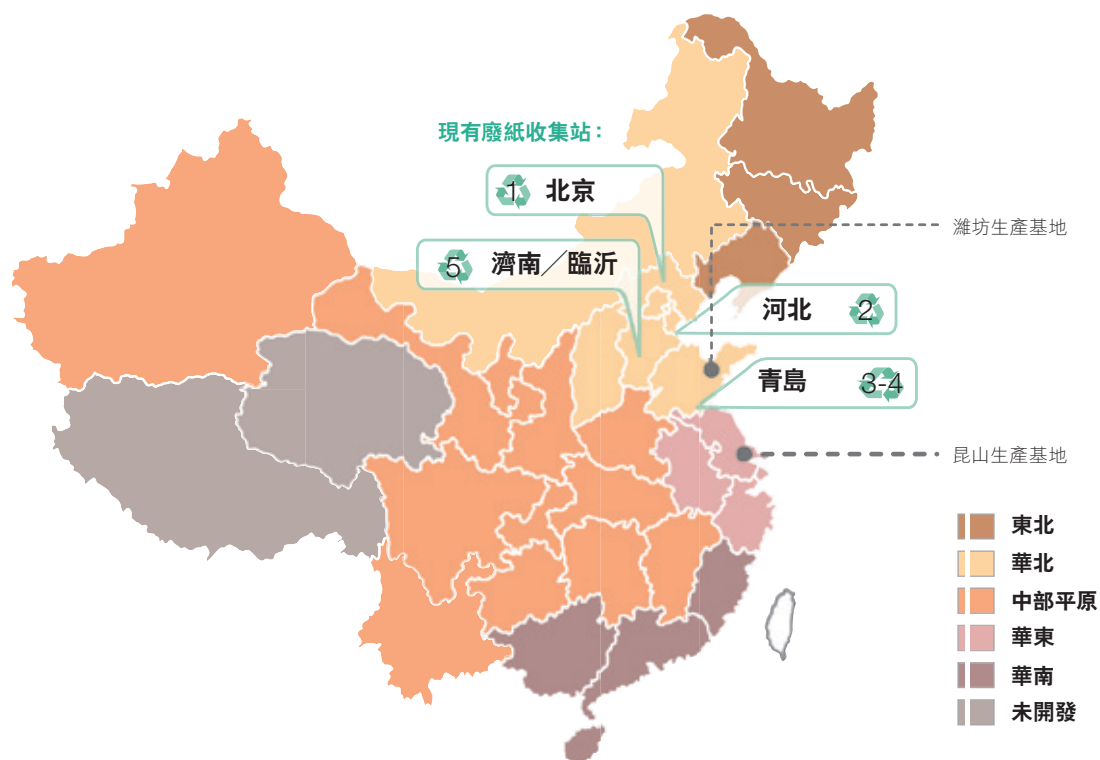 現有廢紙收集站：
1 北京
濰坊生產基地
5 濟南／臨沂
河北 2
青島 3-4
昆山生產基地
東北
華北
中部平原
華東
華南
未開發